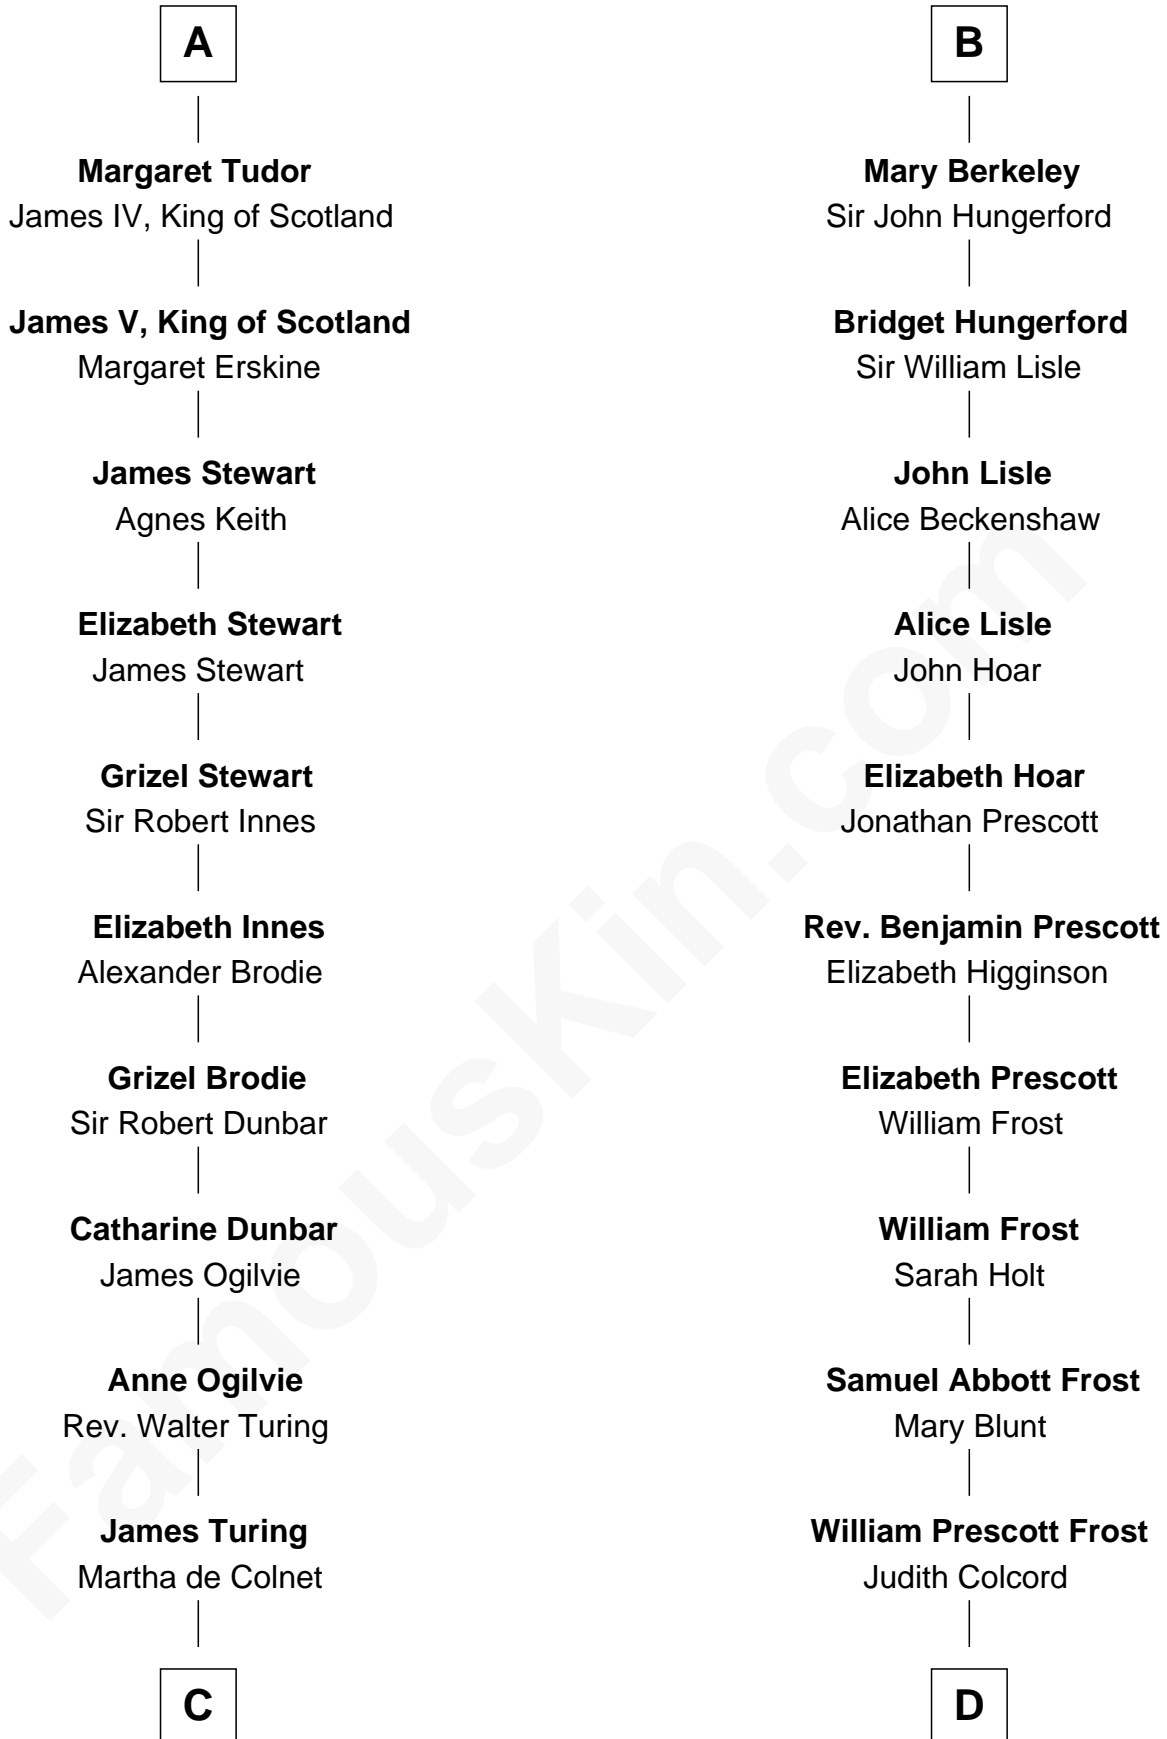 A
Margaret Tudor
James IV, King of Scotland
James V, King of Scotland
Margaret Erskine
James Stewart
Agnes Keith
Elizabeth Stewart
James Stewart
Grizel Stewart
Sir Robert Innes
Elizabeth Innes
Alexander Brodie
Grizel Brodie
Sir Robert Dunbar
Catharine Dunbar
James Ogilvie
Anne Ogilvie
Rev. Walter Turing
James Turing
Martha de Colnet
C
B
Mary Berkeley
Sir John Hungerford
Bridget Hungerford
Sir William Lisle
John Lisle
Alice Beckenshaw
Alice Lisle
John Hoar
Elizabeth Hoar
Jonathan Prescott
Rev. Benjamin Prescott
Elizabeth Higginson
Elizabeth Prescott
William Frost
William Frost
Sarah Holt
Samuel Abbott Frost
Mary Blunt
William Prescott Frost
Judith Colcord
D
FamousKin.com